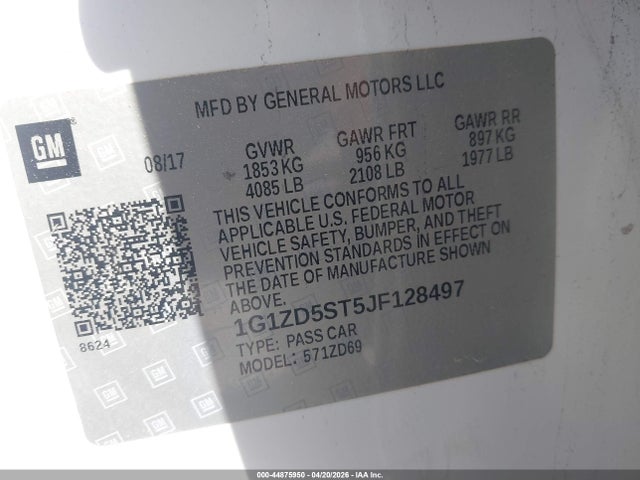 MFD BY GENERAL MOTORS LLC
GM
08/17
GVWR
1853 KG
4085 LB
GAWR FRT
956 KG
2108 LB
GAWR RR
897 KG
1977 LB
THIS VEHICLE CONFORMS TO ALL
APPLICABLE U.S. FEDERAL MOTOR
VEHICLE SAFETY, BUMPER, AND THEFT
PREVENTION STANDARDS IN EFFECT ON
THE DATE OF MANUFACTURE SHOWN
ABOVE.
1G1ZD5ST5JF128497
TYPE: PASS CAR
MODEL: 571ZD69
8624
000-44875950 - 04/20/2026 - IAA Inc.